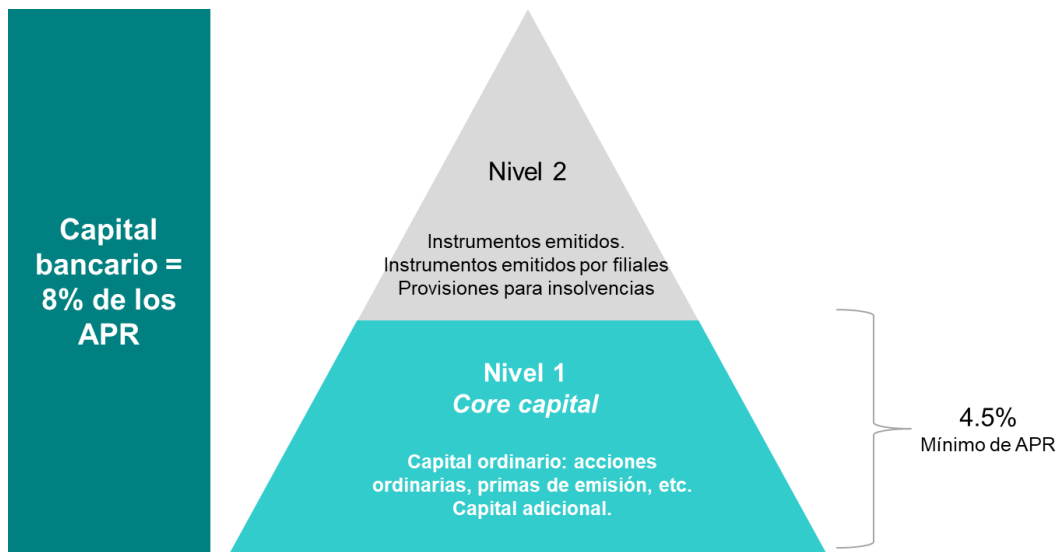 Capital
bancario =
8% de los
APR
Nivel 2
Instrumentos emitidos.
Instrumentos emitidos por filiales
Provisiones para insolvencias
Nivel 1
Core capital
Capital ordinario: acciones
ordinarias, primas de emisión, etc.
Capital adicional.
4.5%
Mínimo de APR